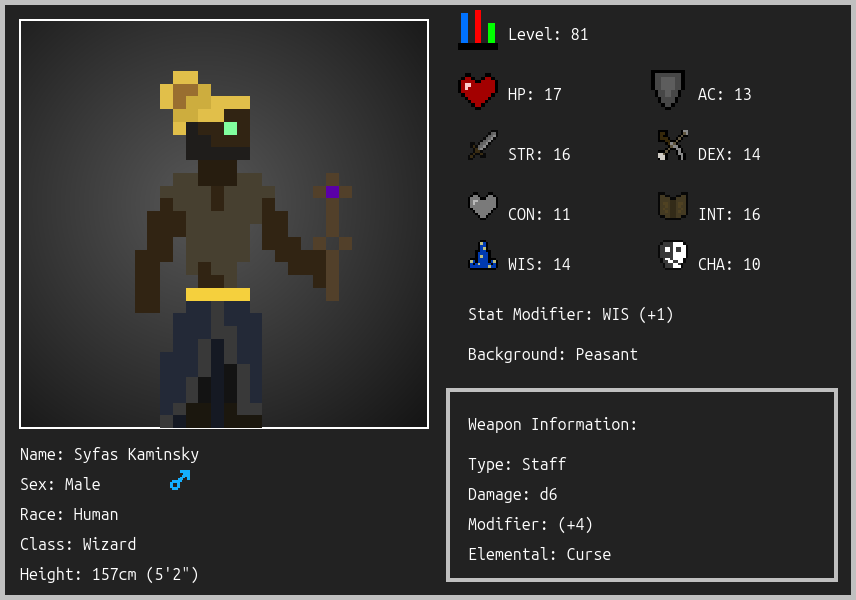 Level: 81
HP: 17
AC: 13
STR: 16
DEX: 14
CON: 11
INT: 16
WIS: 14
CHA: 10
Stat Modifier: WIS (+1)
Background: Peasant
Weapon Information:
Type: Staff
Damage: d6
Modifier: (+4)
Elemental: Curse
Name: Syfas Kaminsky
Sex: Male
Race: Human
Class: Wizard
Height: 157cm (5'2")